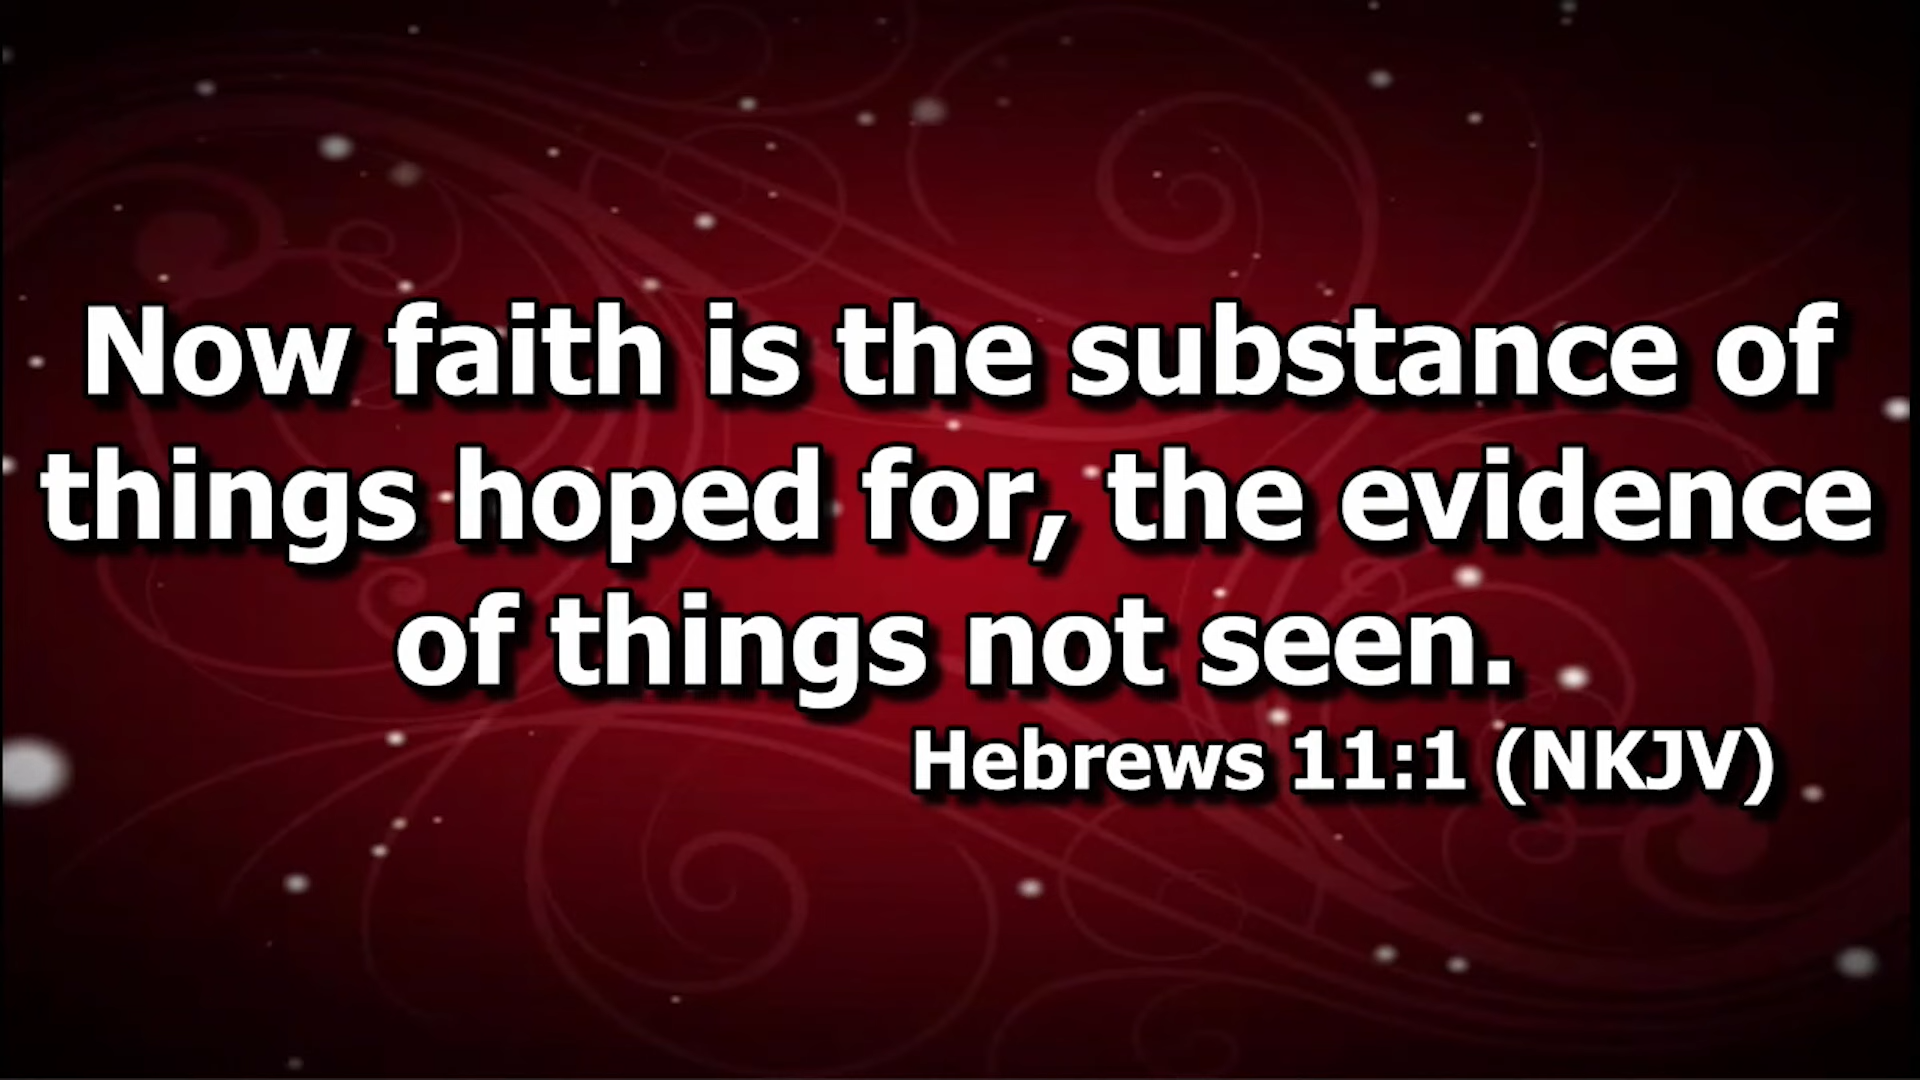 Now faith is the substance of
things hoped for, the evidence
of things not seen.
Hebrews 11:1 (NKJV)